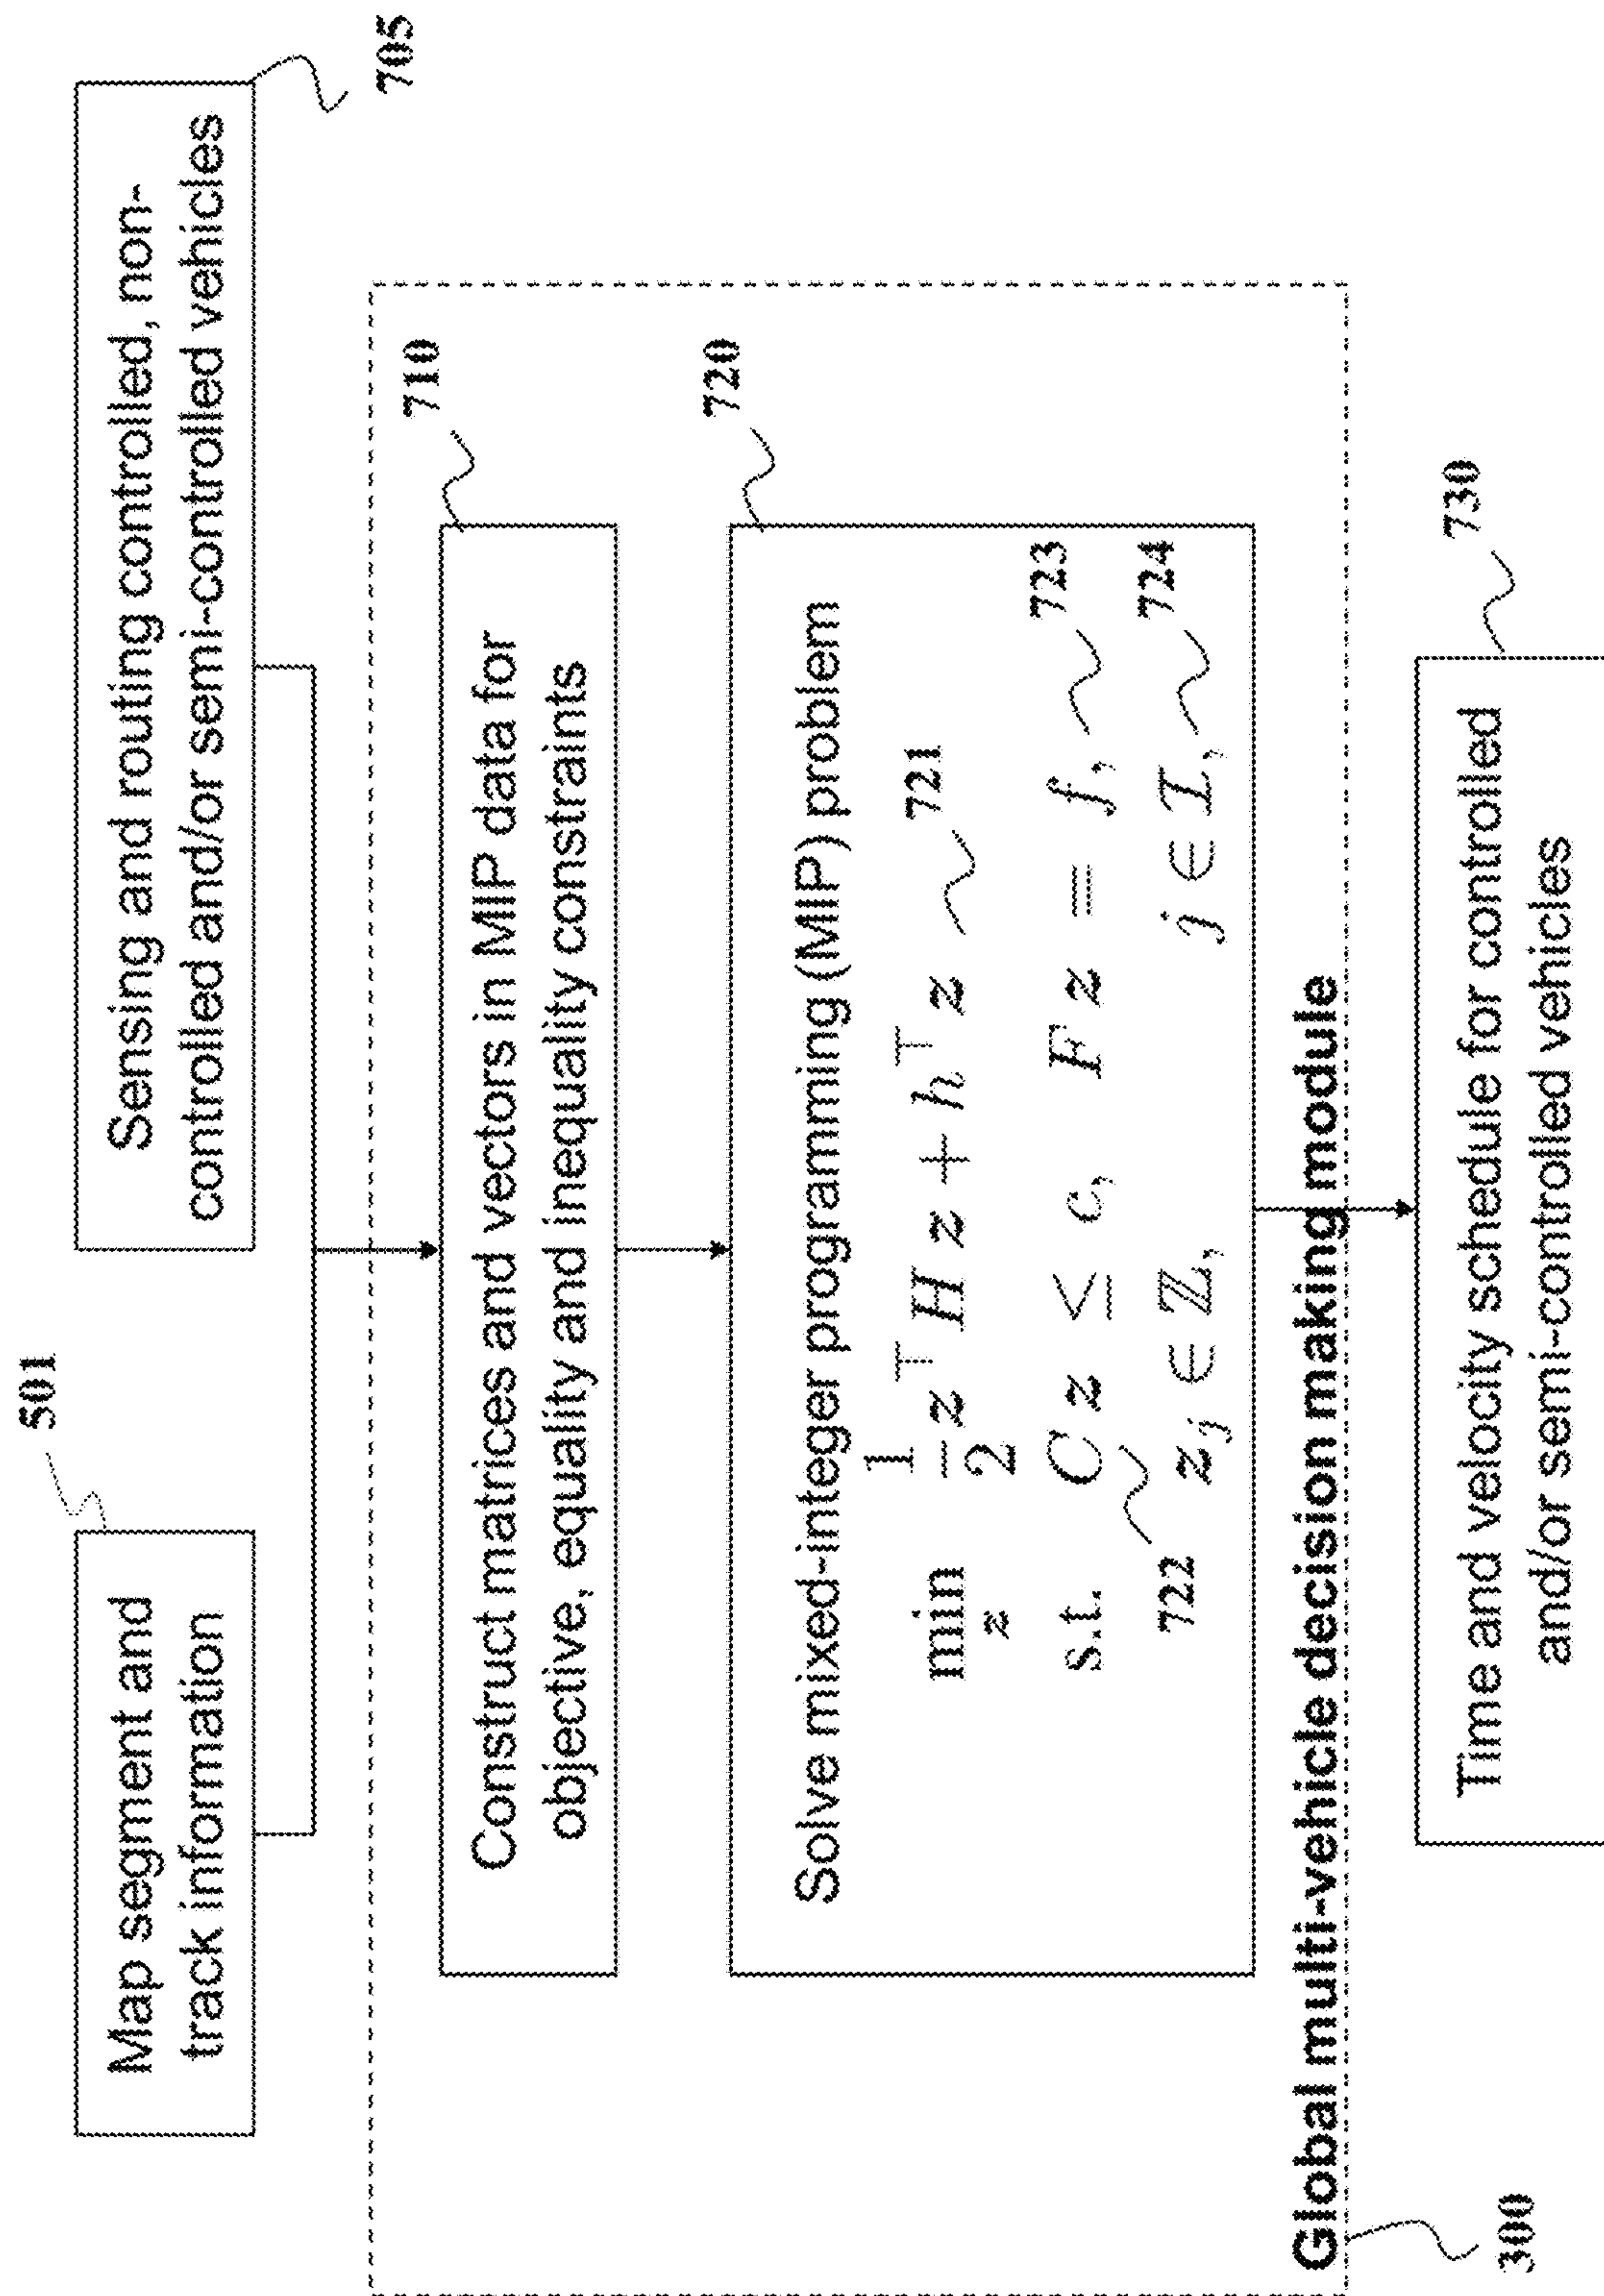 501
Map segment and
track information
705
Sensing and routing controlled, non-
controlled and/or semi-controlled vehicles
710
Construct matrices and vectors in MIP data for
objective, equality and inequality constraints
720
Solve mixed-integer programming (MIP) problem
min z 1/2 z⊤ H z + h⊤ z 721
s.t. C z ≤ c, F z = f, 723
722 z_j ∈ ℤ, j ∈ ℐ, 724
Global multi-vehicle decision making module
300
730
Time and velocity schedule for controlled
and/or semi-controlled vehicles